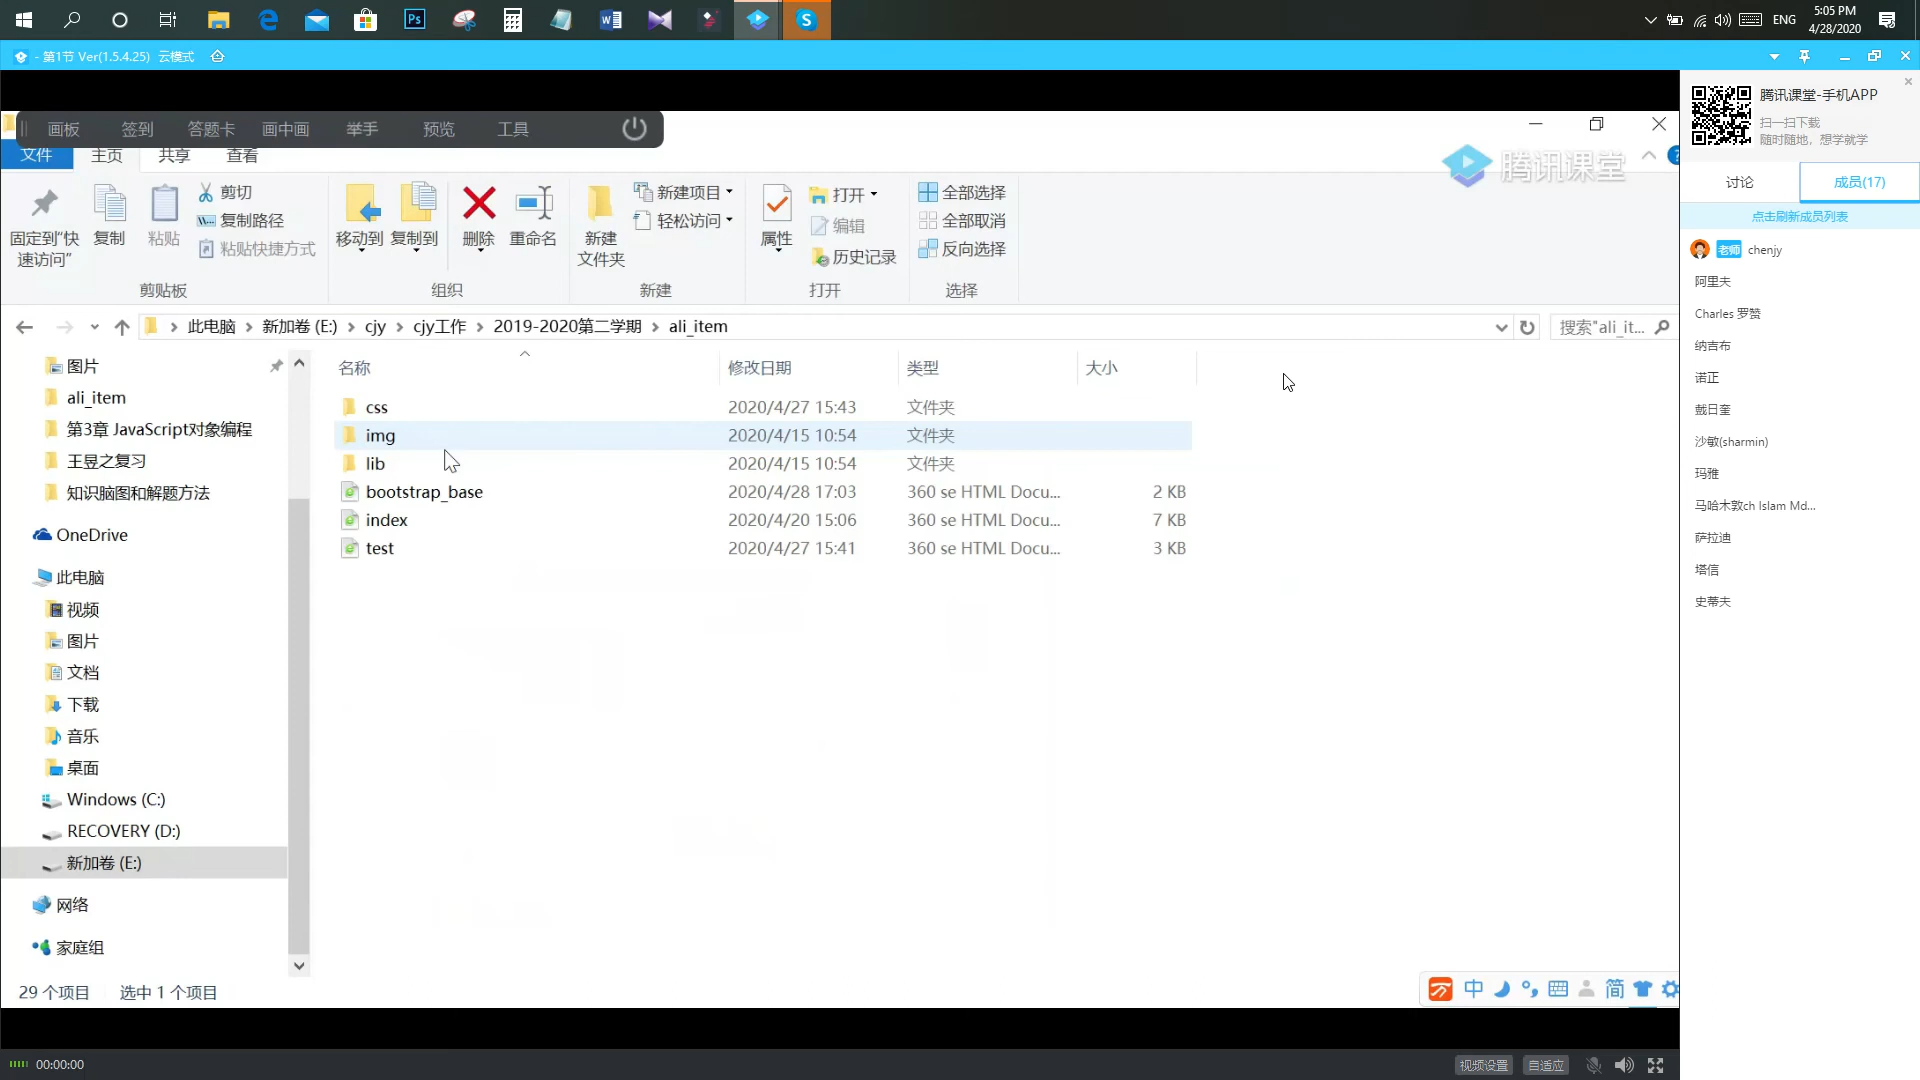 5:05 PM
ENG
4/28/2020
- 第1节 Ver(1.5.4.25) 云模式
画板 签到 答题卡 画中画 举手 预览 工具
文件 主页 共享 查看
腾讯课堂
固定到“快速访问”
复制
粘贴
剪切
复制路径
粘贴快捷方式
剪贴板
移动到
复制到
删除
重命名
组织
新建
文件夹
新建项目
轻松访问
新建
属性
打开
编辑
历史记录
打开
全部选择
全部取消
反向选择
选择
此电脑 新加卷 (E:) cjy cjy工作 2019-2020第二学期 ali_item
搜索"ali_it...
图片
ali_item
第3章 JavaScript对象编程
王昱之复习
知识脑图和解题方法
OneDrive
此电脑
视频
图片
文档
下载
音乐
桌面
Windows (C:)
RECOVERY (D:)
新加卷 (E:)
网络
家庭组
名称 修改日期 类型 大小
css 2020/4/27 15:43 文件夹
img 2020/4/15 10:54 文件夹
lib 2020/4/15 10:54 文件夹
bootstrap_base 2020/4/28 17:03 360 se HTML Docu... 2 KB
index 2020/4/20 15:06 360 se HTML Docu... 7 KB
test 2020/4/27 15:41 360 se HTML Docu... 3 KB
29 个项目 选中 1 个项目
中 简
00:00:00
视频设置 自适应
腾讯课堂-手机APP
扫一扫下载
随时随地，想学就学
讨论 成员(17)
点击刷新成员列表
老师 chenjy
阿里夫
Charles 罗赞
纳吉布
诺正
戴日奎
沙敏(sharmin)
玛雅
马哈木敦ch Islam Md...
萨拉迪
塔信
史蒂夫